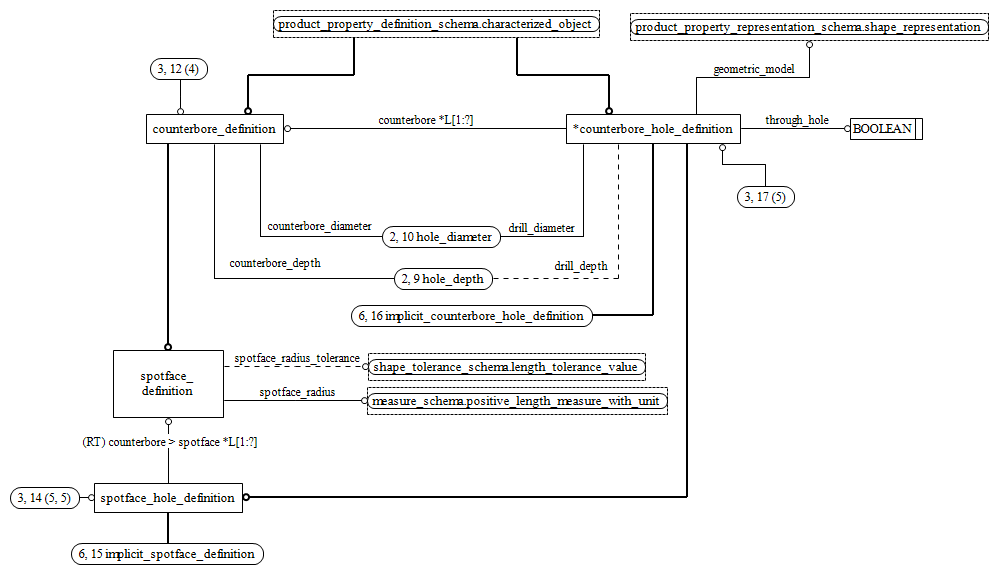 product_property_definition_schema.characterized_object
product_property_representation_schema.shape_representation
3, 12 (4)
geometric_model
counterbore_definition
counterbore *L[1:?]
*counterbore_hole_definition
through_hole
BOOLEAN
3, 17 (5)
counterbore_diameter
2, 10 hole_diameter
drill_diameter
counterbore_depth
2, 9 hole_depth
drill_depth
6, 16 implicit_counterbore_hole_definition
spotface_
definition
spotface_radius_tolerance
shape_tolerance_schema.length_tolerance_value
spotface_radius
measure_schema.positive_length_measure_with_unit
(RT) counterbore > spotface *L[1:?]
3, 14 (5, 5)
spotface_hole_definition
6, 15 implicit_spotface_definition